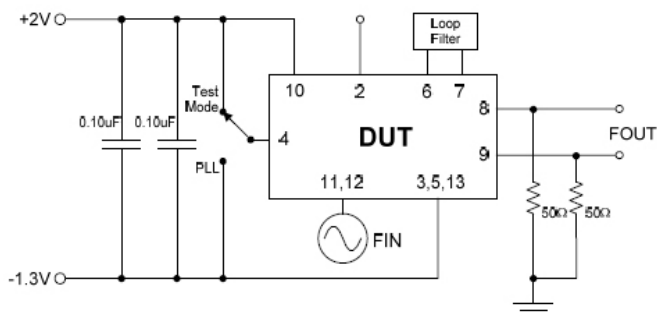 +2V
Loop
Filter
Test
Mode
10
2
6
7
8
0.10uF
0.10uF
4
DUT
FOUT
9
PLL
11,12
3,5,13
50Ω
50Ω
FIN
-1.3V